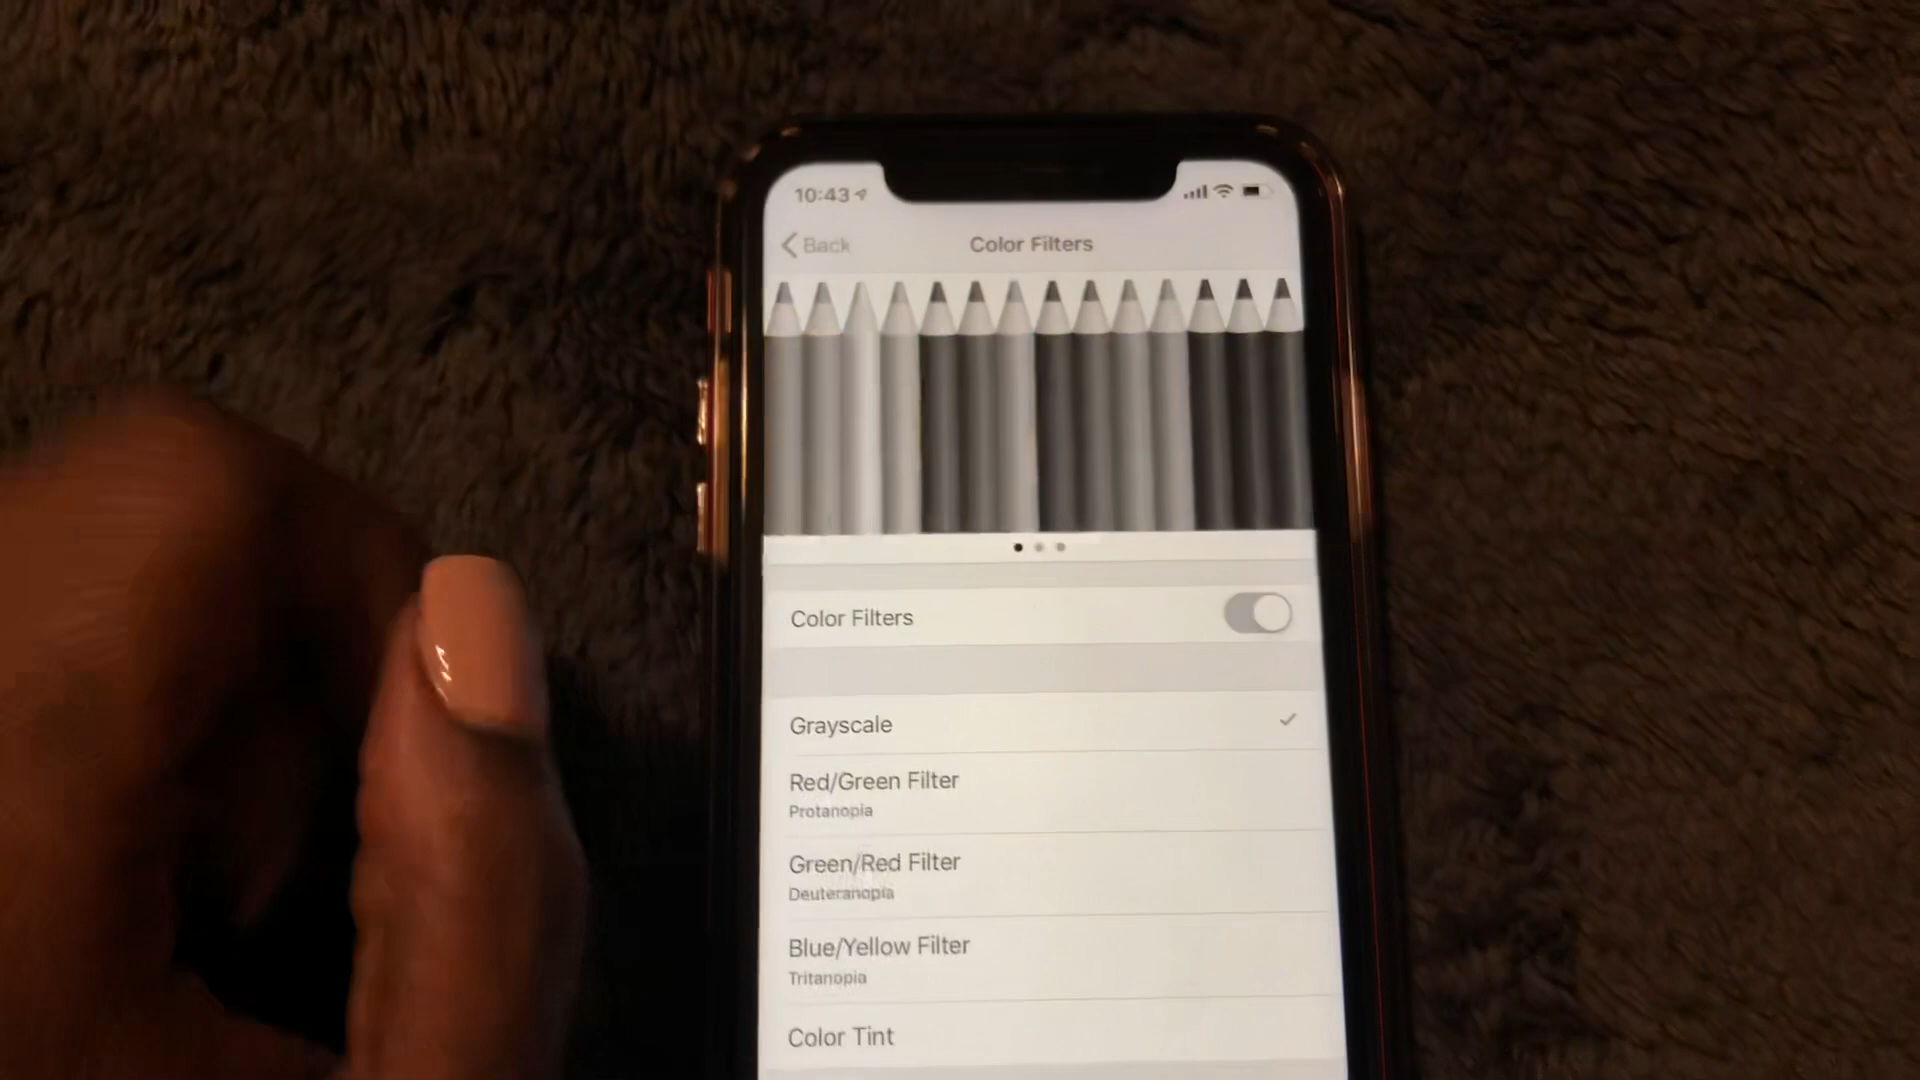 10:43
Back
Color Filters
Color Filters
Grayscale
Red/Green Filter
Protanopia
Green/Red Filter
Deuteranopia
Blue/Yellow Filter
Tritanopia
Color Tint